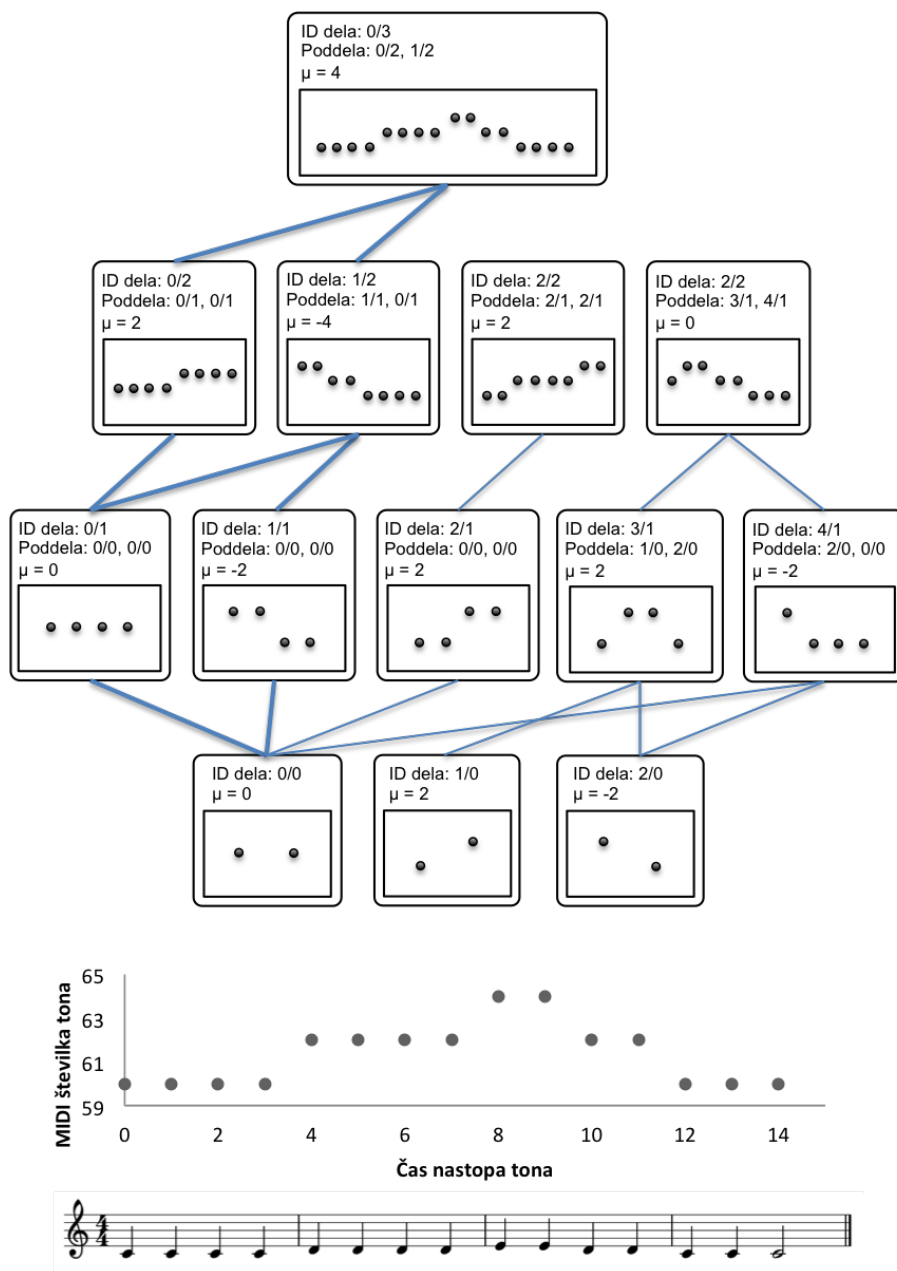 ID dela: 0/3
Poddela: 0/2, 1/2
µ = 4
ID dela: 0/2
Poddela: 0/1, 0/1
µ = 2
ID dela: 1/2
Poddela: 1/1, 0/1
µ = -4
ID dela: 2/2
Poddela: 2/1, 2/1
µ = 2
ID dela: 2/2
Poddela: 3/1, 4/1
µ = 0
ID dela: 0/1
Poddela: 0/0, 0/0
µ = 0
ID dela: 1/1
Poddela: 0/0, 0/0
µ = -2
ID dela: 2/1
Poddela: 0/0, 0/0
µ = 2
ID dela: 3/1
Poddela: 1/0, 2/0
µ = 2
ID dela: 4/1
Poddela: 2/0, 0/0
µ = -2
ID dela: 0/0
µ = 0
ID dela: 1/0
µ = 2
ID dela: 2/0
µ = -2
MIDI številka tona
65
63
61
59
0 2 4 6 8 10 12 14
Čas nastopa tona
4
4